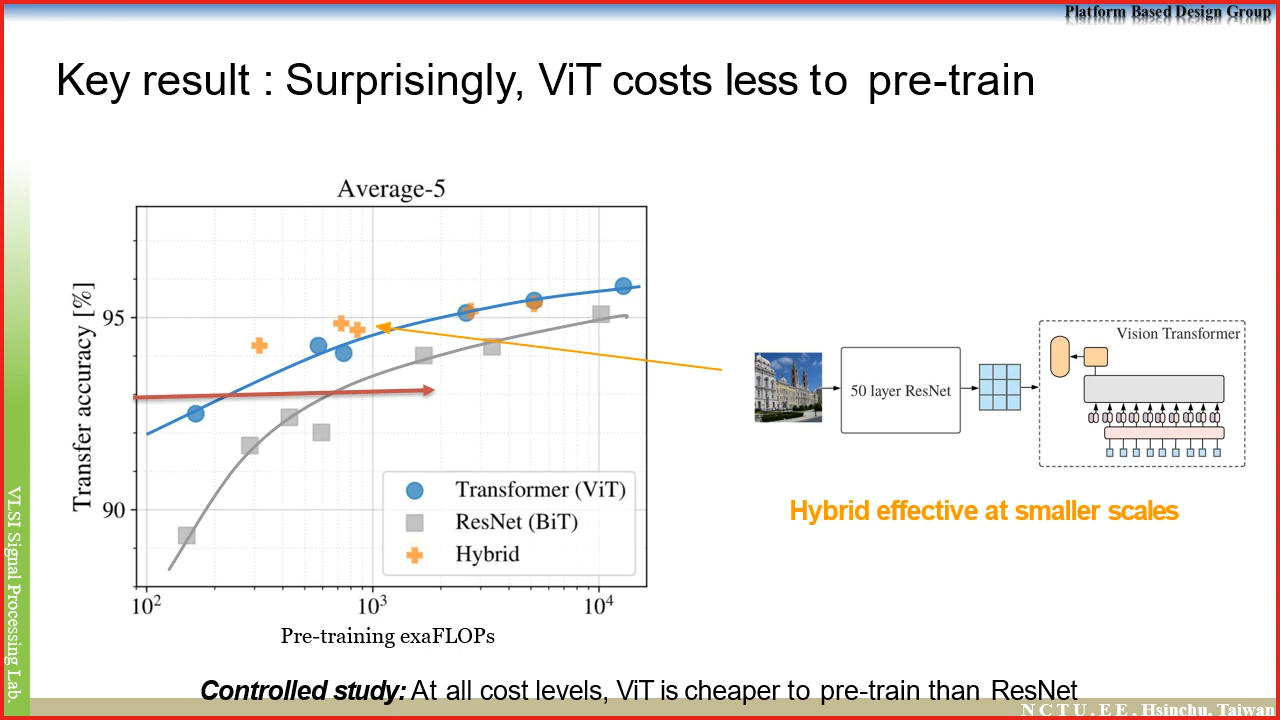 Platform Based Design Group
Key result : Surprisingly, ViT costs less to pre-train
Average-5
Transfer accuracy [%]
95
90
Transformer (ViT)
ResNet (BiT)
Hybrid
10²
10³
10⁴
Pre-training exaFLOPs
50 layer ResNet
Vision Transformer
Hybrid effective at smaller scales
Controlled study: At all cost levels, ViT is cheaper to pre-train than ResNet
VLSI Signal Processing Lab.
N C T U . E E , Hsinchu, Taiwan